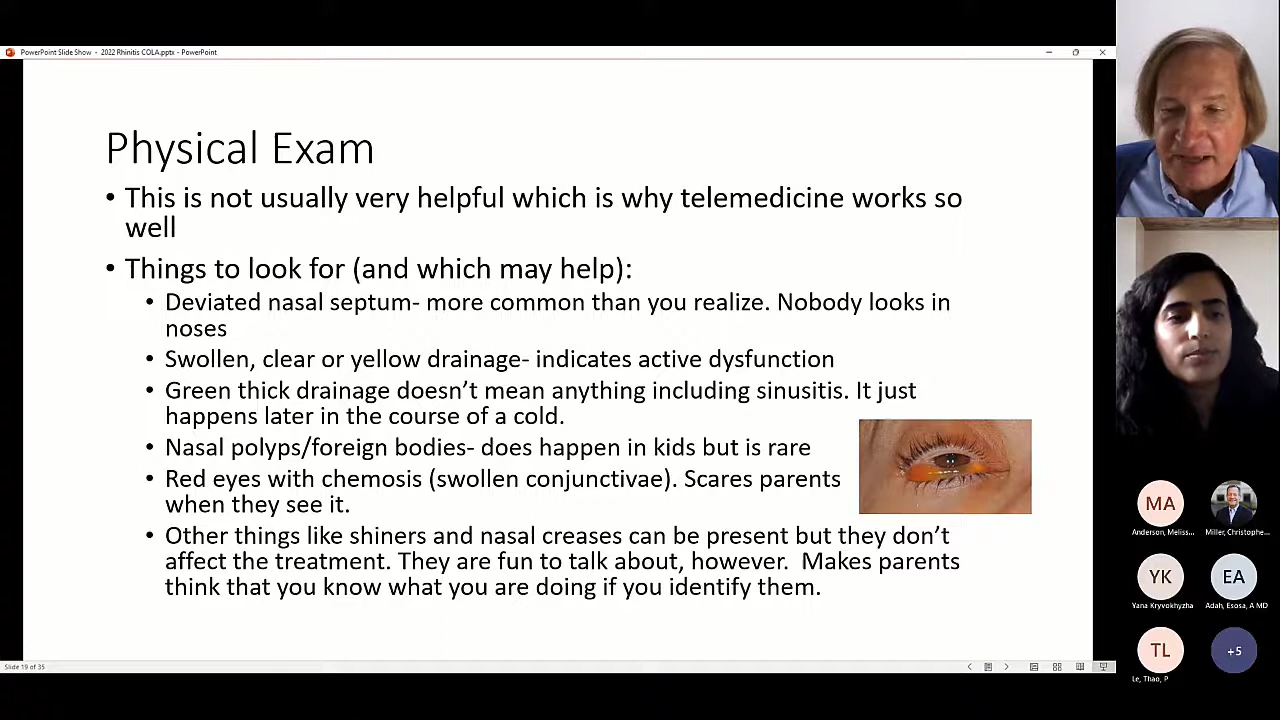 PowerPoint Slide Show - 2022 Rhinitis COLA.pptx - PowerPoint
Physical Exam
• This is not usually very helpful which is why telemedicine works so
well
• Things to look for (and which may help):
• Deviated nasal septum- more common than you realize. Nobody looks in
noses
• Swollen, clear or yellow drainage- indicates active dysfunction
• Green thick drainage doesn’t mean anything including sinusitis. It just
happens later in the course of a cold.
• Nasal polyps/foreign bodies- does happen in kids but is rare
• Red eyes with chemosis (swollen conjunctivae). Scares parents
when they see it.
• Other things like shiners and nasal creases can be present but they don’t
affect the treatment. They are fun to talk about, however.  Makes parents
think that you know what you are doing if you identify them.
Slide 19 of 35
MA
Anderson, Meliss...
Miller, Christophe...
YK
Yana Kryvokhyzha
EA
Adah, Esosa, A MD
TL
Le, Thao, P
+5